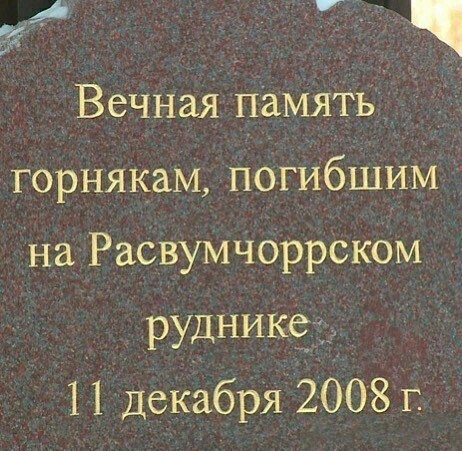 Вечная память
горнякам, погибшим
на Расвумчоррском
руднике
11 декабря 2008 г.